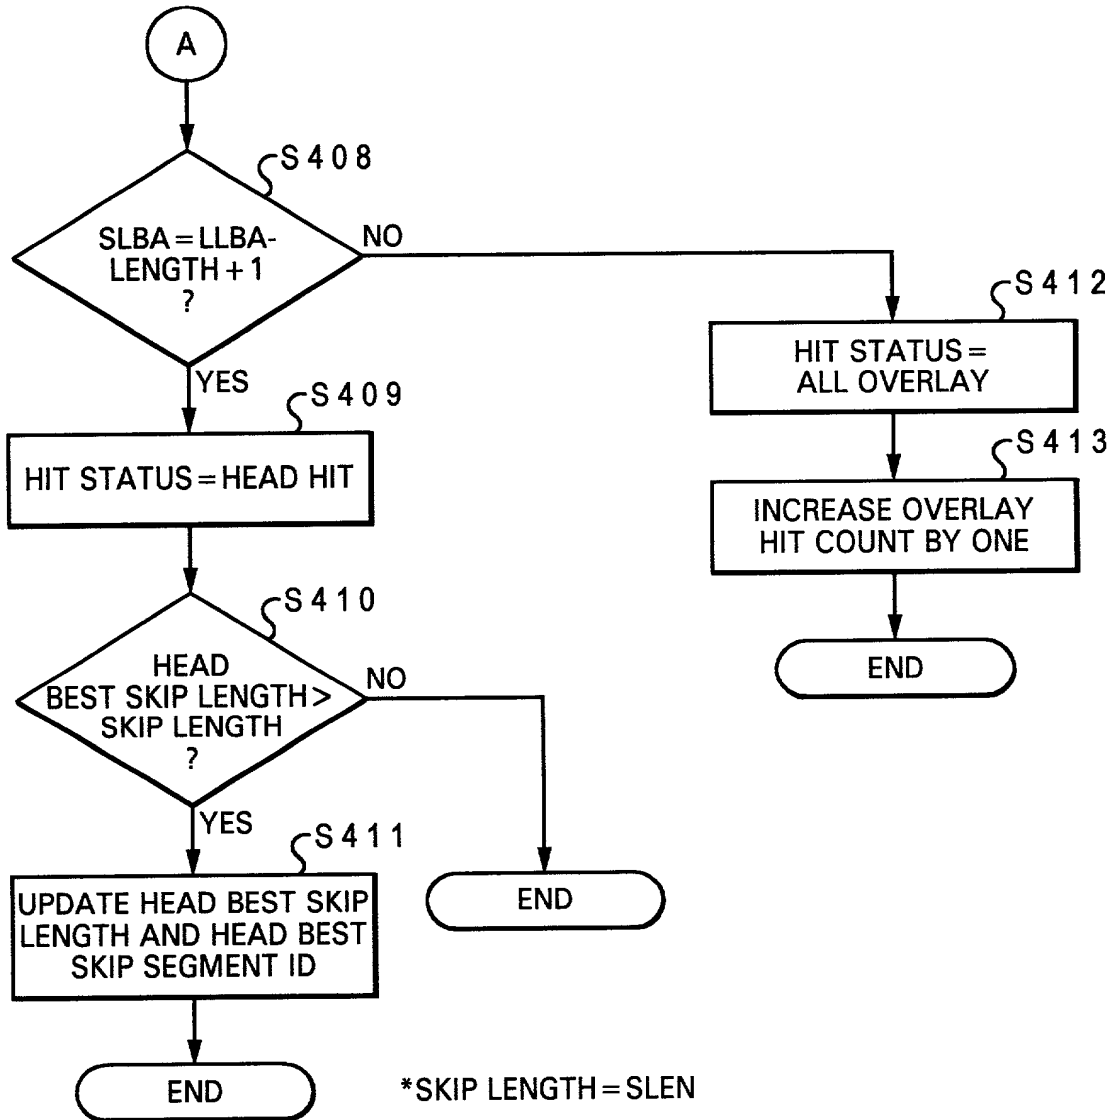 A
S408
SLBA=LLBA-
LENGTH+1
?
NO
YES
S412
HIT STATUS=
ALL OVERLAY
S409
HIT STATUS=HEAD HIT
S413
INCREASE OVERLAY
HIT COUNT BY ONE
END
S410
HEAD
BEST SKIP LENGTH>
SKIP LENGTH
?
NO
YES
S411
UPDATE HEAD BEST SKIP
LENGTH AND HEAD BEST
SKIP SEGMENT ID
END
END
*SKIP LENGTH=SLEN